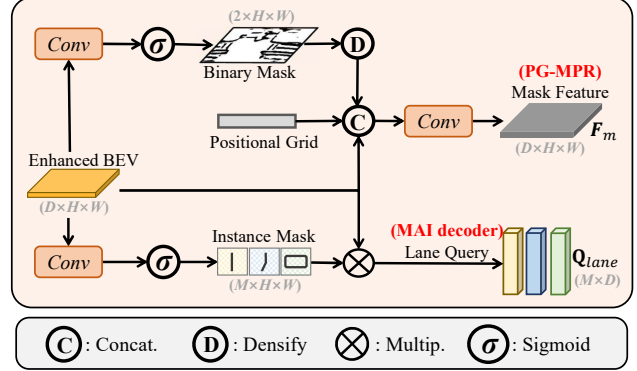 (2×H×W)
Conv
σ
D
Binary Mask
(PG-MPR)
Mask Feature
C
Conv
Positional Grid
F_m
(D×H×W)
Enhanced BEV
(D×H×W)
(MAI decoder)
Instance Mask
Lane Query
Conv
σ
Q_lane
(M×H×W)
(M×D)
C : Concat. D : Densify : Multip. σ : Sigmoid